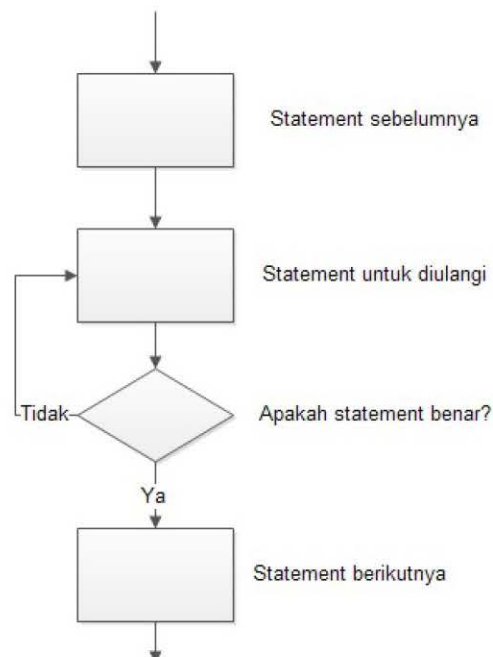 Statement sebelumnya
Statement untuk diulangi
Tidak
Apakah statement benar?
Ya
Statement berikutnya